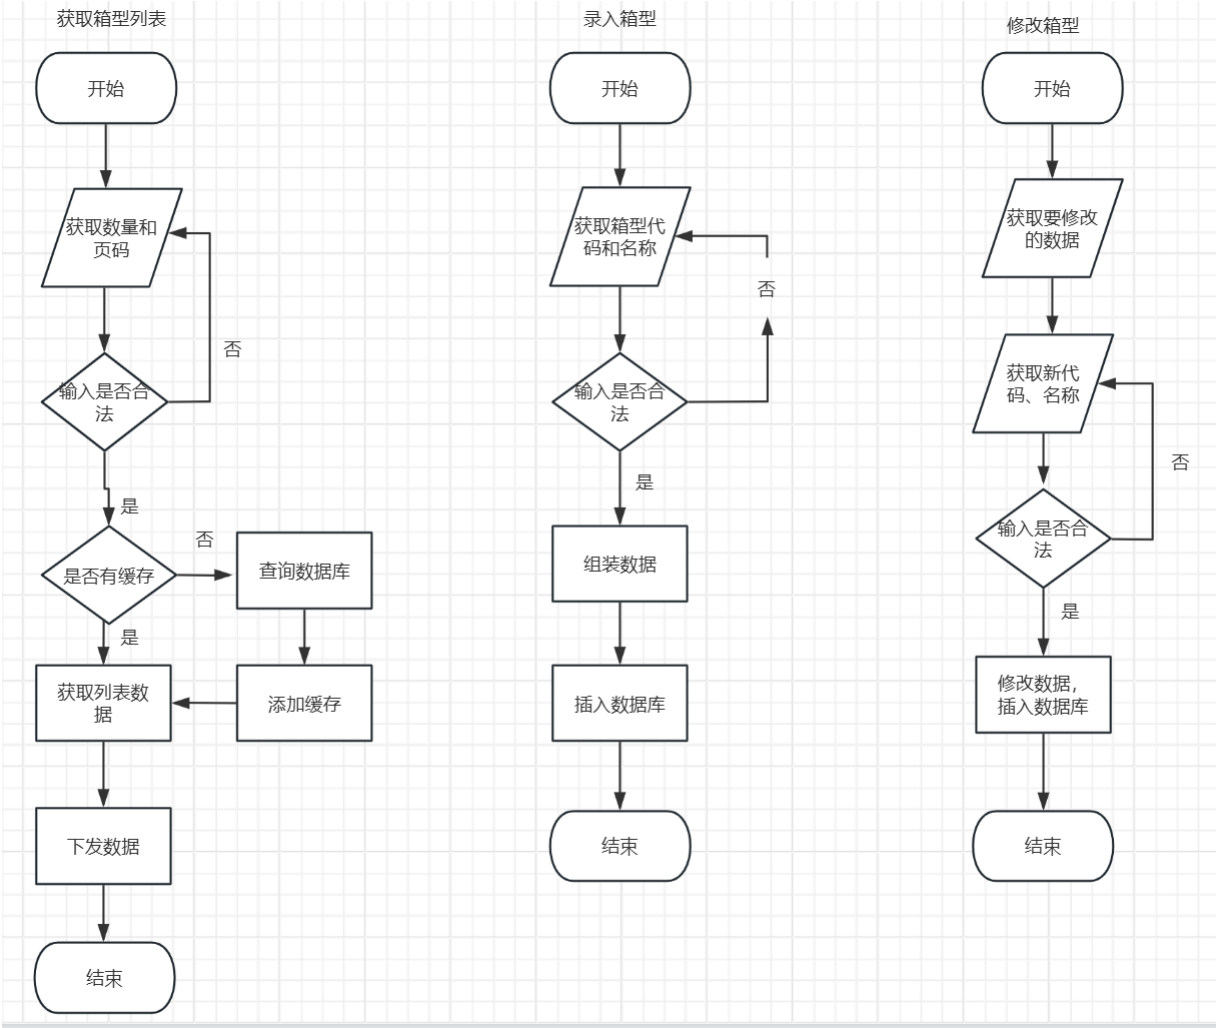 获取箱型列表
开始
获取数量和
页码
否
输入是否合
法
是
是否有缓存
否
查询数据库
是
获取列表数
据
添加缓存
下发数据
结束
录入箱型
开始
获取箱型代
码和名称
否
输入是否合
法
是
组装数据
插入数据库
结束
修改箱型
开始
获取要修改
的数据
获取新代
码、名称
否
输入是否合
法
是
修改数据，
插入数据库
结束